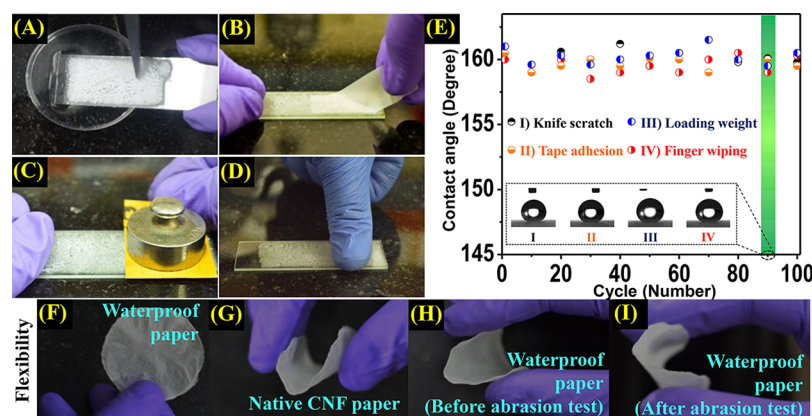 (A)
(B)
(C)
(D)
(E)
Contact angle (Degree)
160
155
150
145
I) Knife scratch
III) Loading weight
II) Tape adhesion
IV) Finger wiping
I
II
III
IV
0
20
40
60
80
100
Cycle (Number)
Flexibility
(F)
Waterproof
paper
(G)
Native CNF paper
(H)
Waterproof
paper
(Before abrasion test)
(I)
Waterproof
paper
(After abrasion test)